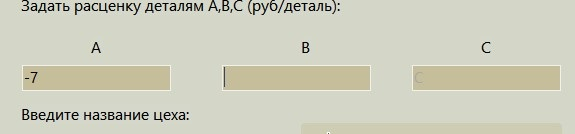 Задать расценку деталям А,В,С (руб/деталь):
А В С
-7 С
Введите название цеха: